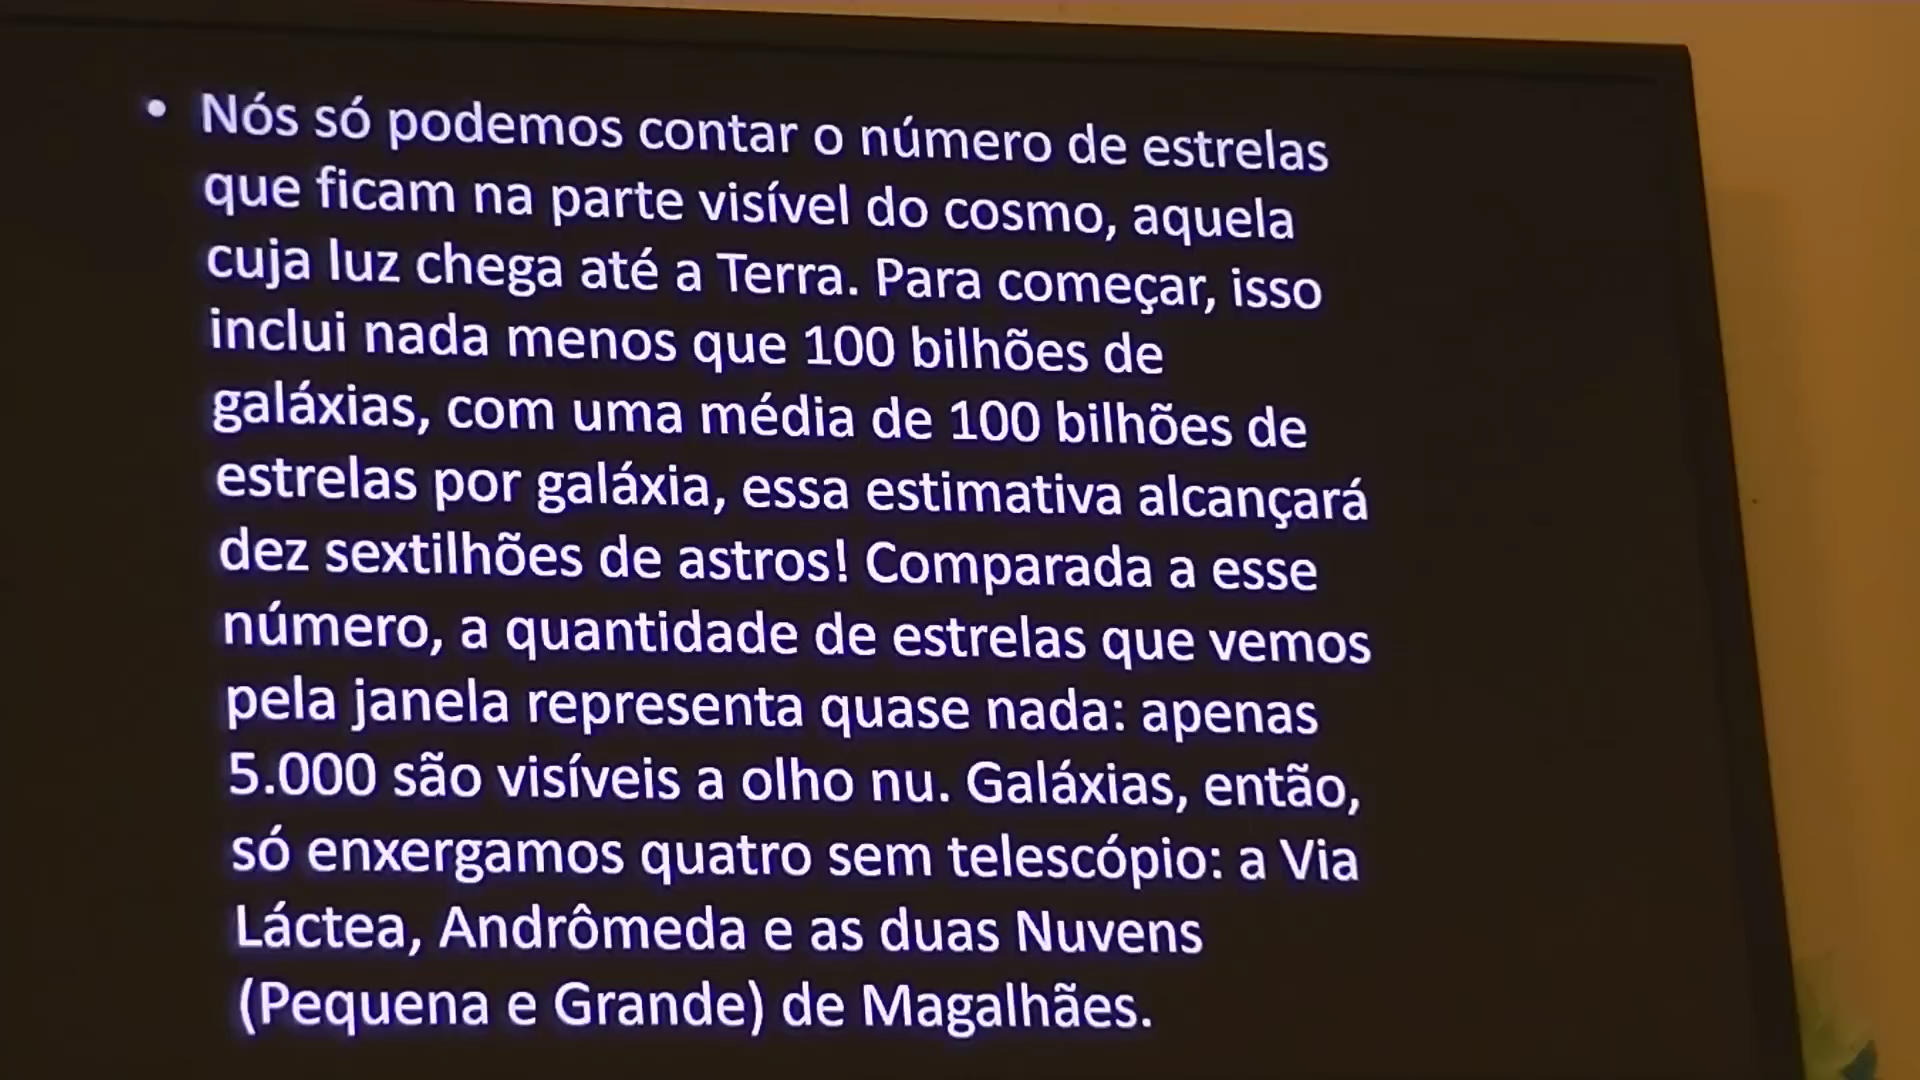 • Nós só podemos contar o número de estrelas
que ficam na parte visível do cosmo, aquela
cuja luz chega até a Terra. Para começar, isso
inclui nada menos que 100 bilhões de
galáxias, com uma média de 100 bilhões de
estrelas por galáxia, essa estimativa alcançará
dez sextilhões de astros! Comparada a esse
número, a quantidade de estrelas que vemos
pela janela representa quase nada: apenas
5.000 são visíveis a olho nu. Galáxias, então,
só enxergamos quatro sem telescópio: a Via
Láctea, Andrômeda e as duas Nuvens
(Pequena e Grande) de Magalhães.